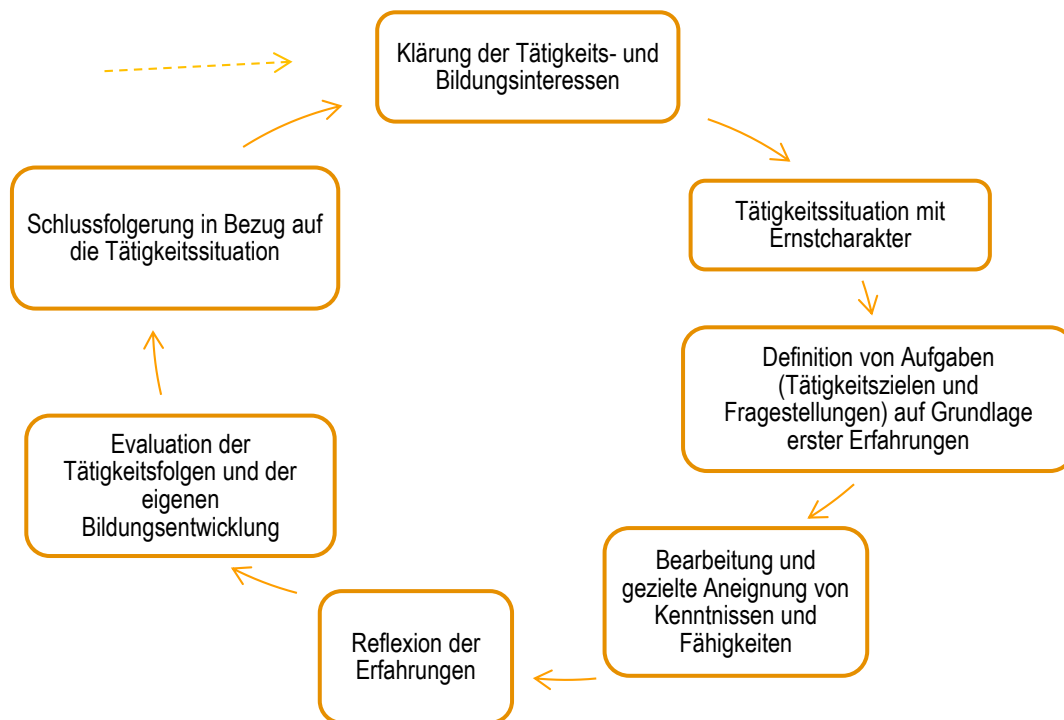 Klärung der Tätigkeits- und
Bildungsinteressen
Tätigkeitssituation mit
Ernstcharakter
Definition von Aufgaben
(Tätigkeitszielen und
Fragestellungen) auf Grundlage
erster Erfahrungen
Bearbeitung und
gezielte Aneignung von
Kenntnissen und
Fähigkeiten
Reflexion der
Erfahrungen
Evaluation der
Tätigkeitsfolgen und der
eigenen
Bildungsentwicklung
Schlussfolgerung in Bezug auf
die Tätigkeitssituation